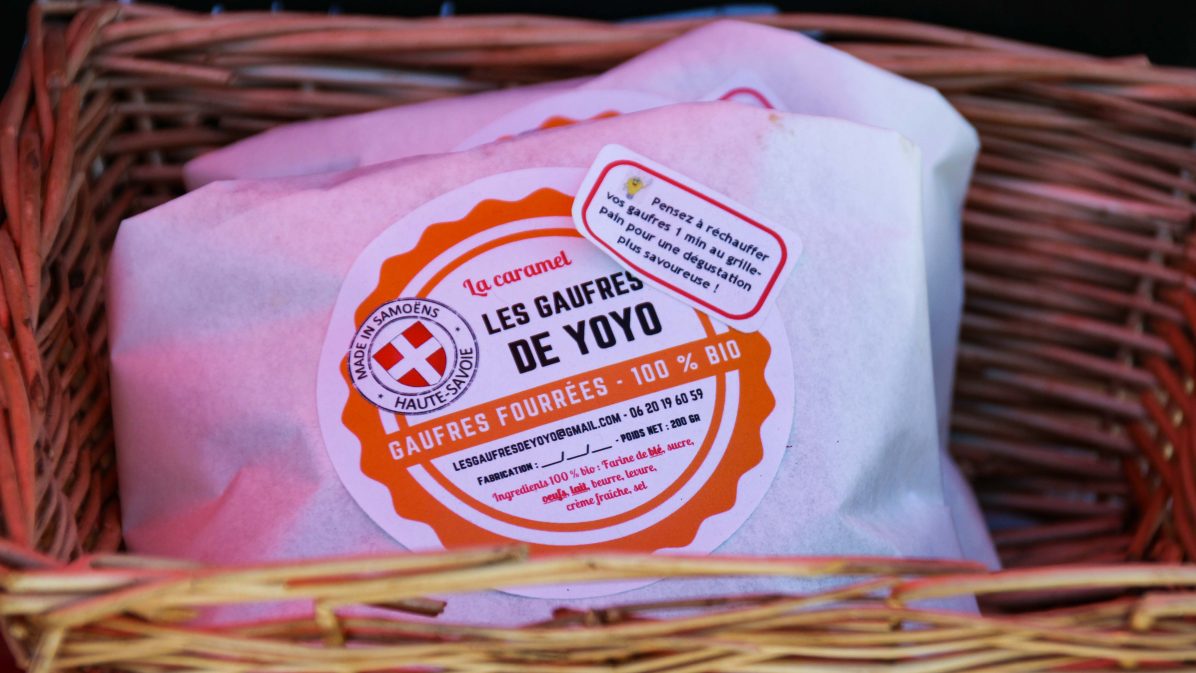 Pensez à réchauffer
vos gaufres 1 min au grille-
pain pour une dégustation
plus savoureuse !
La caramel
LES GAUFRES
DE YOYO
MADE IN SAMOËNS
HAUTE-SAVOIE
GAUFRES FOURRÉES - 100 % BIO
LESGAUFRESDEYOYO@GMAIL.COM - 06 20 19 60 59
FABRICATION : __/__/__ - POIDS NET : 200 GR
Ingredients 100 % bio : Farine de blé, sucre,
oeufs, lait, beurre, levure,
crème fraiche, sel